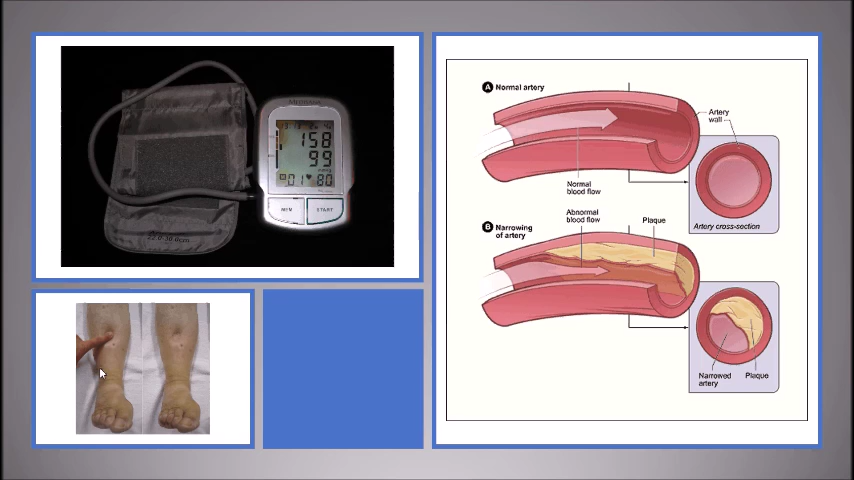 158
99
80
MEM
START
A Normal artery
Artery
wall
Normal
blood flow
Artery cross-section
Abnormal
blood flow
Plaque
B Narrowing
of artery
Narrowed
artery
Plaque